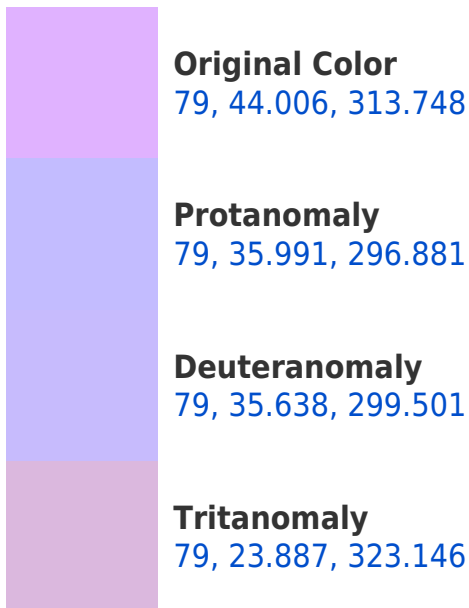 Original Color
79, 44.006, 313.748
Protanomaly
79, 35.991, 296.881
Deuteranomaly
79, 35.638, 299.501
Tritanomaly
79, 23.887, 323.146